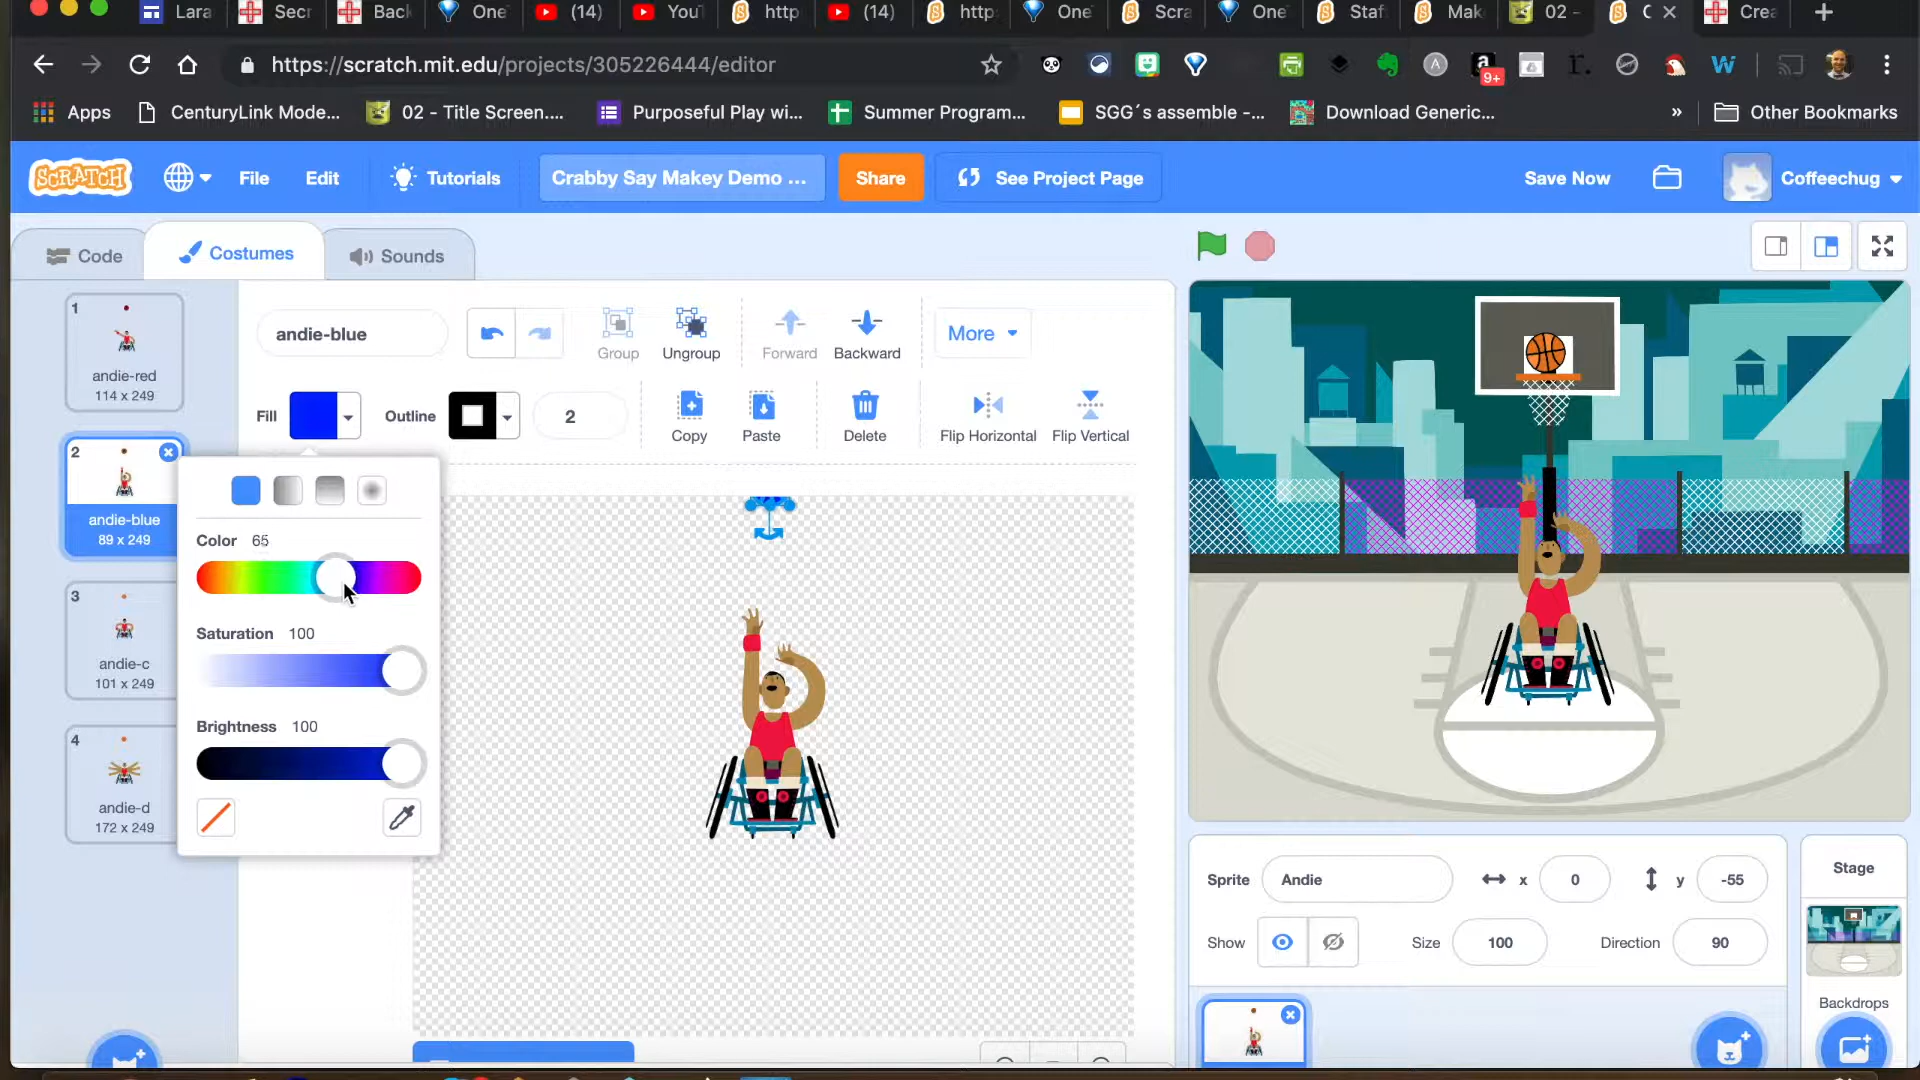 Lara
Secr
Back
One
(14)
YouT
http
(14)
http:
One
Scra
One
Staf
Mak
02 -
Crea
https://scratch.mit.edu/projects/305226444/editor
9+
Apps
CenturyLink Mode...
02 - Title Screen....
Purposeful Play wi...
Summer Program...
SGG´s assemble -...
Download Generic...
»
Other Bookmarks
SCRATCH
File
Edit
Tutorials
Crabby Say Makey Demo ...
Share
See Project Page
Save Now
Coffeechug
Code
Costumes
Sounds
1
andie-red
114 x 249
2
andie-blue
89 x 249
3
andie-c
101 x 249
4
andie-d
172 x 249
andie-blue
Group
Ungroup
Forward
Backward
More
Fill
Outline
2
Copy
Paste
Delete
Flip Horizontal
Flip Vertical
Color 65
Saturation 100
Brightness 100
Sprite
Andie
x
0
y
-55
Show
Size
100
Direction
90
Stage
Backdrops